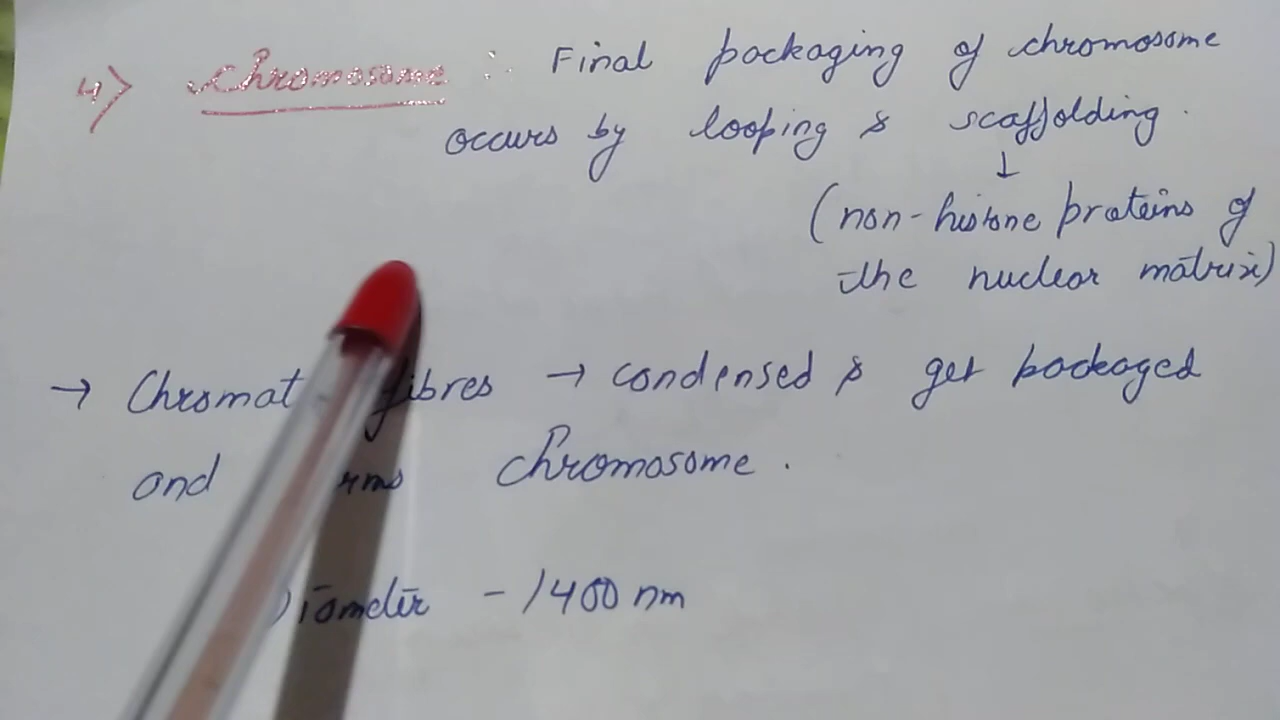 4) Chromosome :- Final packaging of chromosome
occurs by looping & scaffolding.
↓
(non-histone proteins of
the nuclear matrix)
→ Chromat fibres → condensed & get packaged
and rms Chromosome.
Diameter - 1400 nm